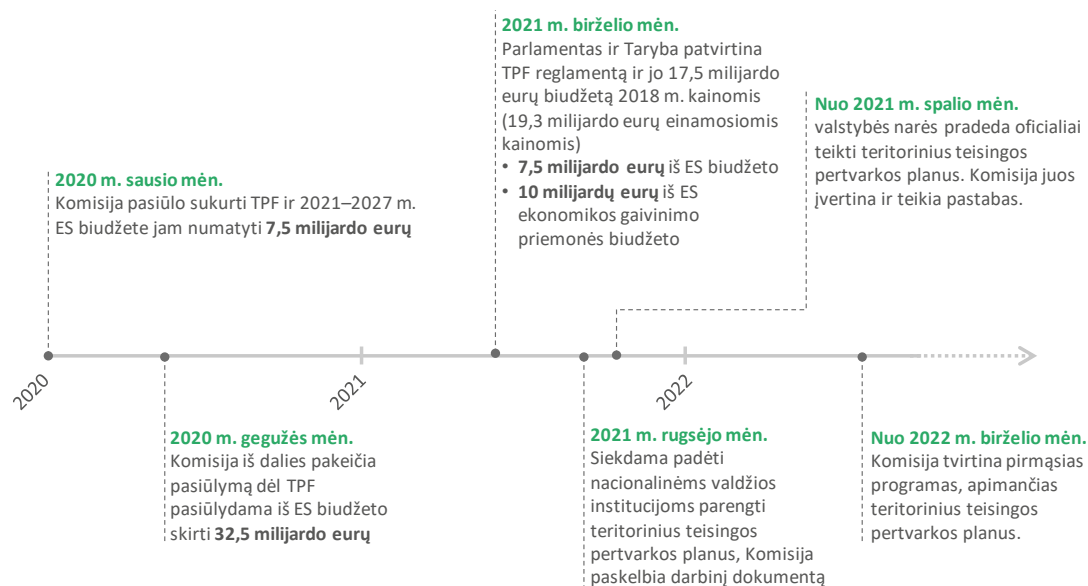 2021 m. birželio mėn.
Parlamentas ir Taryba patvirtina
TPF reglamentą ir jo 17,5 milijardo
eurų biudžetą 2018 m. kainomis
(19,3 milijardo eurų einamosiomis
kainomis)
• 7,5 milijardo eurų iš ES biudžeto
• 10 milijardų eurų iš ES
ekonomikos gaivinimo
priemonės biudžeto
Nuo 2021 m. spalio mėn.
valstybės narės pradeda oficialiai
teikti teritorinius teisingos
pertvarkos planus. Komisija juos
įvertina ir teikia pastabas.
2020 m. sausio mėn.
Komisija pasiūlo sukurti TPF ir 2021–2027 m.
ES biudžete jam numatyti 7,5 milijardo eurų
2020
2021
2022
2020 m. gegužės mėn.
Komisija iš dalies pakeičia
pasiūlymą dėl TPF
pasiūlydama iš ES biudžeto
skirti 32,5 milijardo eurų
2021 m. rugsėjo mėn.
Siekdama padėti
nacionalinėms valdžios
institucijoms parengti
teritorinius teisingos
pertvarkos planus, Komisija
paskelbia darbinį dokumentą
Nuo 2022 m. birželio mėn.
Komisija tvirtina pirmąsias
programas, apimančias
teritorinius teisingos
pertvarkos planus.